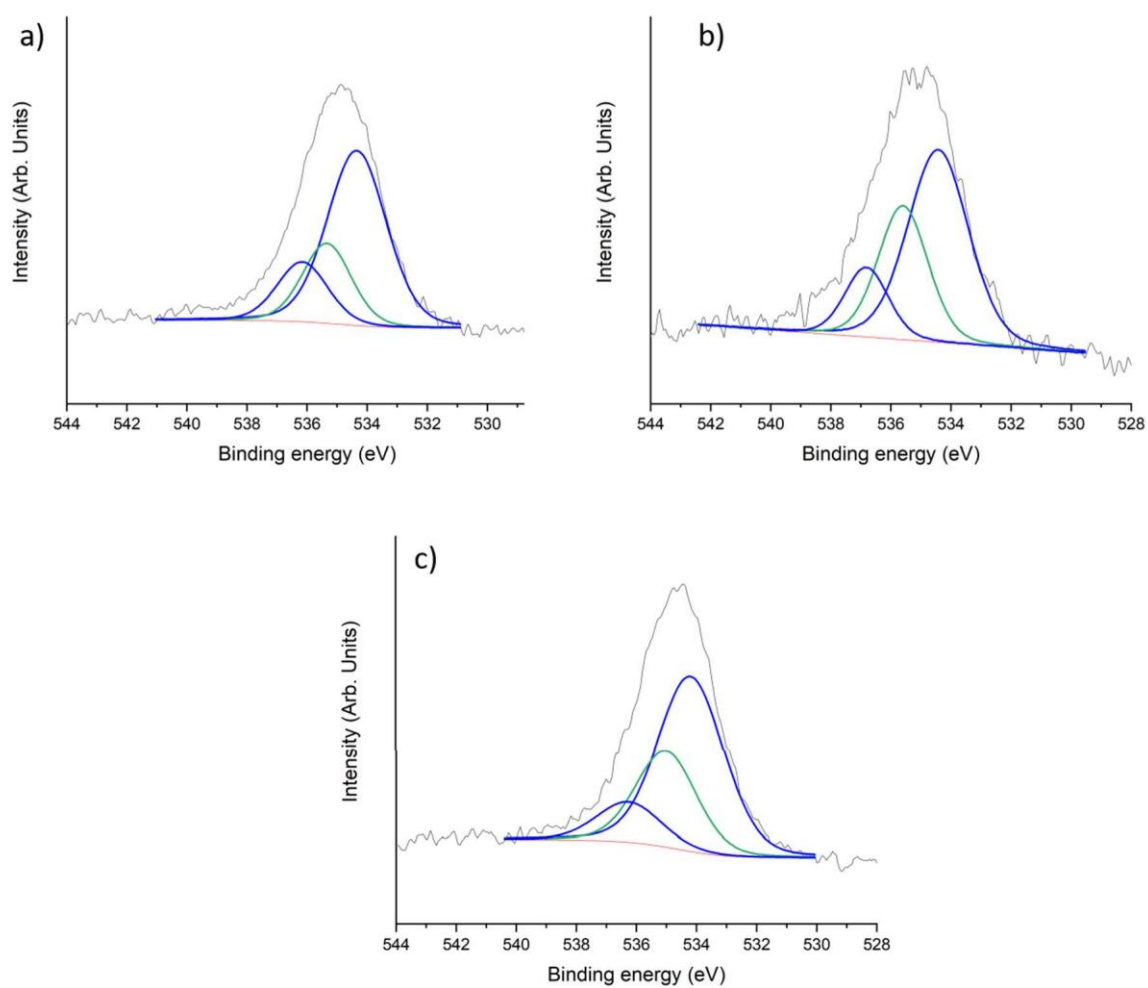 a)
Intensity (Arb. Units)
544 542 540 538 536 534 532 530
Binding energy (eV)
b)
Intensity (Arb. Units)
544 542 540 538 536 534 532 530 528
Binding energy (eV)
c)
Intensity (Arb. Units)
544 542 540 538 536 534 532 530 528
Binding energy (eV)